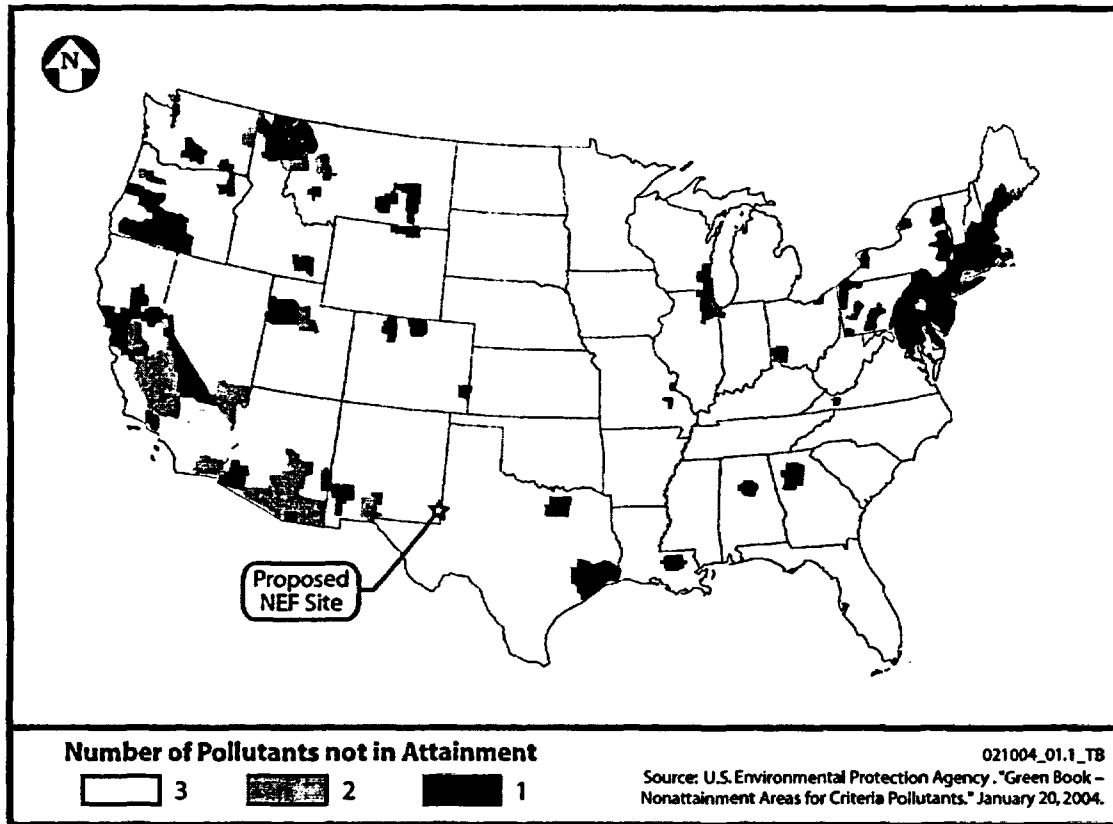 N
Proposed
NEF Site
Number of Pollutants not in Attainment
3 2 1
021004_01.1_TB
Source: U.S. Environmental Protection Agency. "Green Book –
Nonattainment Areas for Criteria Pollutants." January 20, 2004.